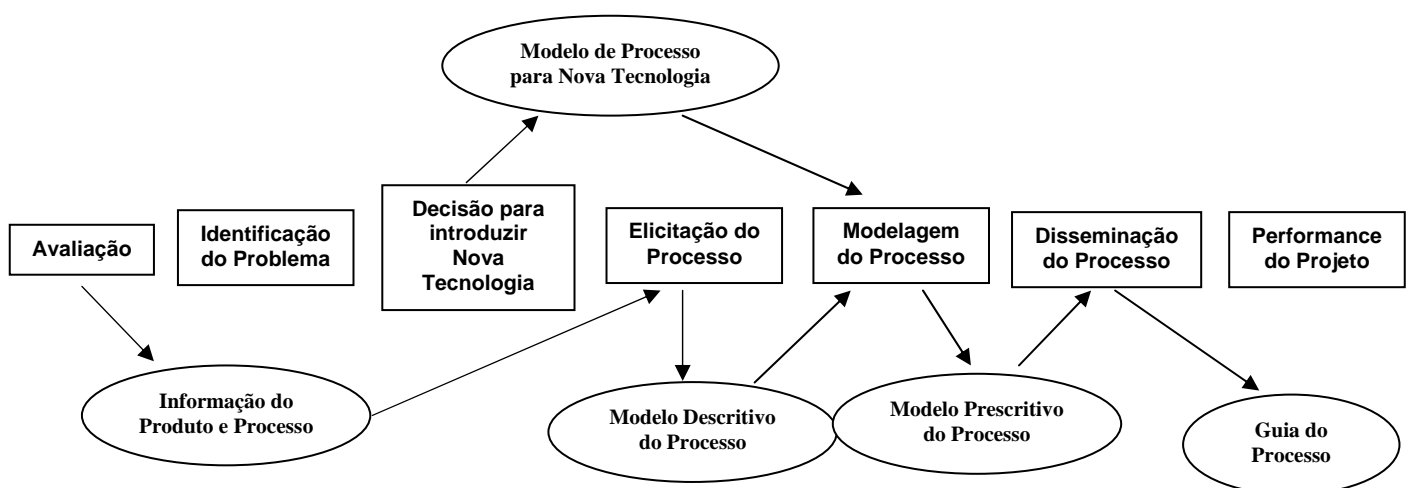 Modelo de Processo
para Nova Tecnologia
Avaliação
Identificação
do Problema
Decisão para
introduzir
Nova
Tecnologia
Elicitação do
Processo
Modelagem
do Processo
Disseminação
do Processo
Performance
do Projeto
Informação do
Produto e Processo
Modelo Descritivo
do Processo
Modelo Prescritivo
do Processo
Guia do
Processo